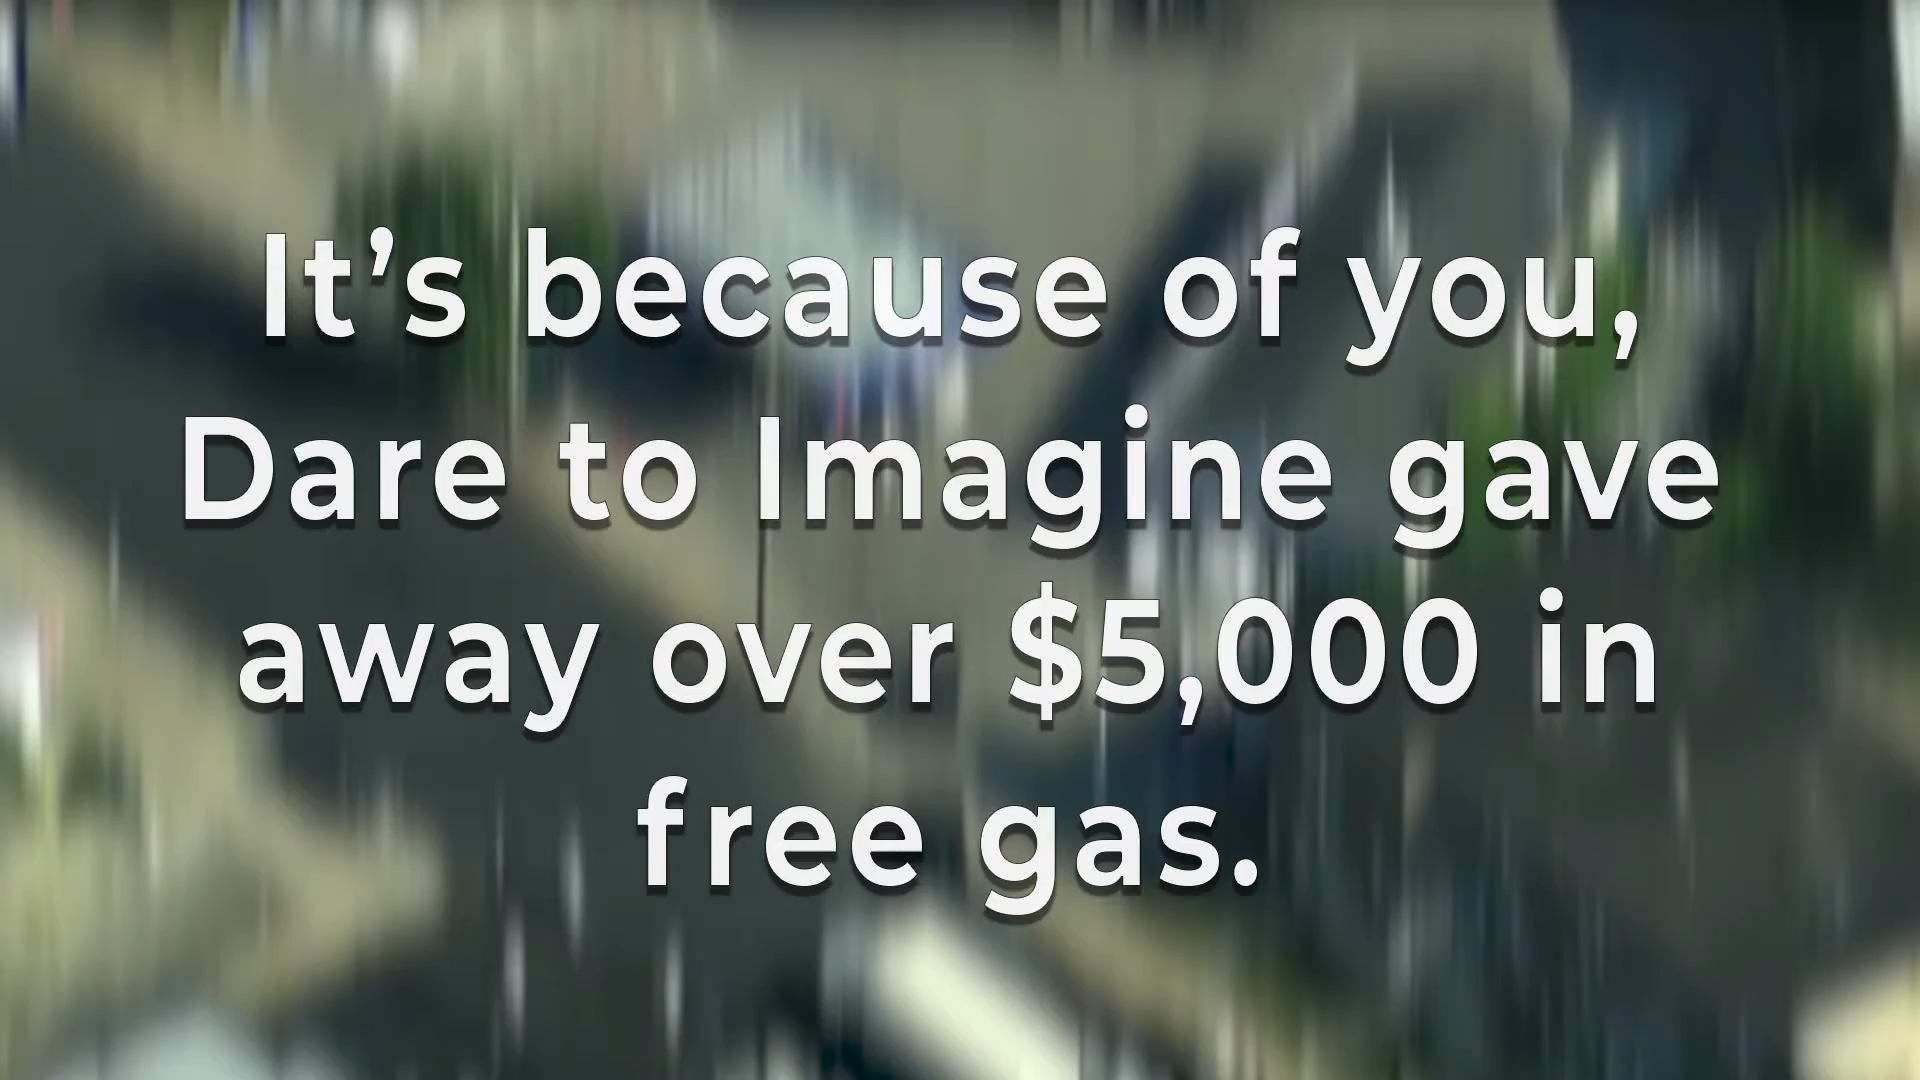 It’s because of you,
Dare to Imagine gave
away over $5,000 in
free gas.